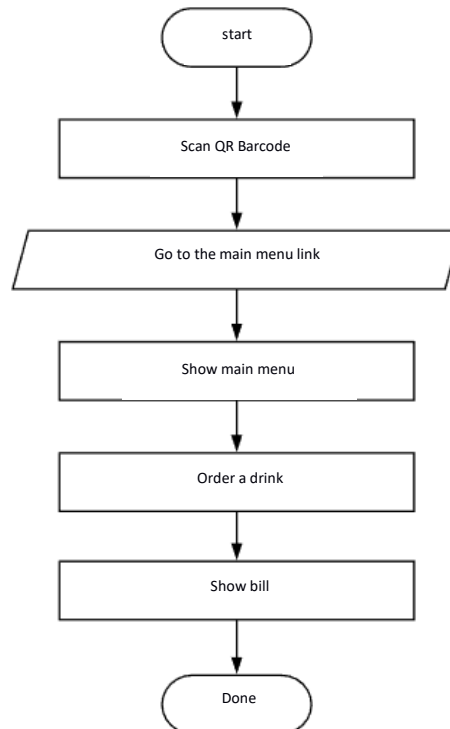 start
Scan QR Barcode
Go to the main menu link
Show main menu
Order a drink
Show bill
Done